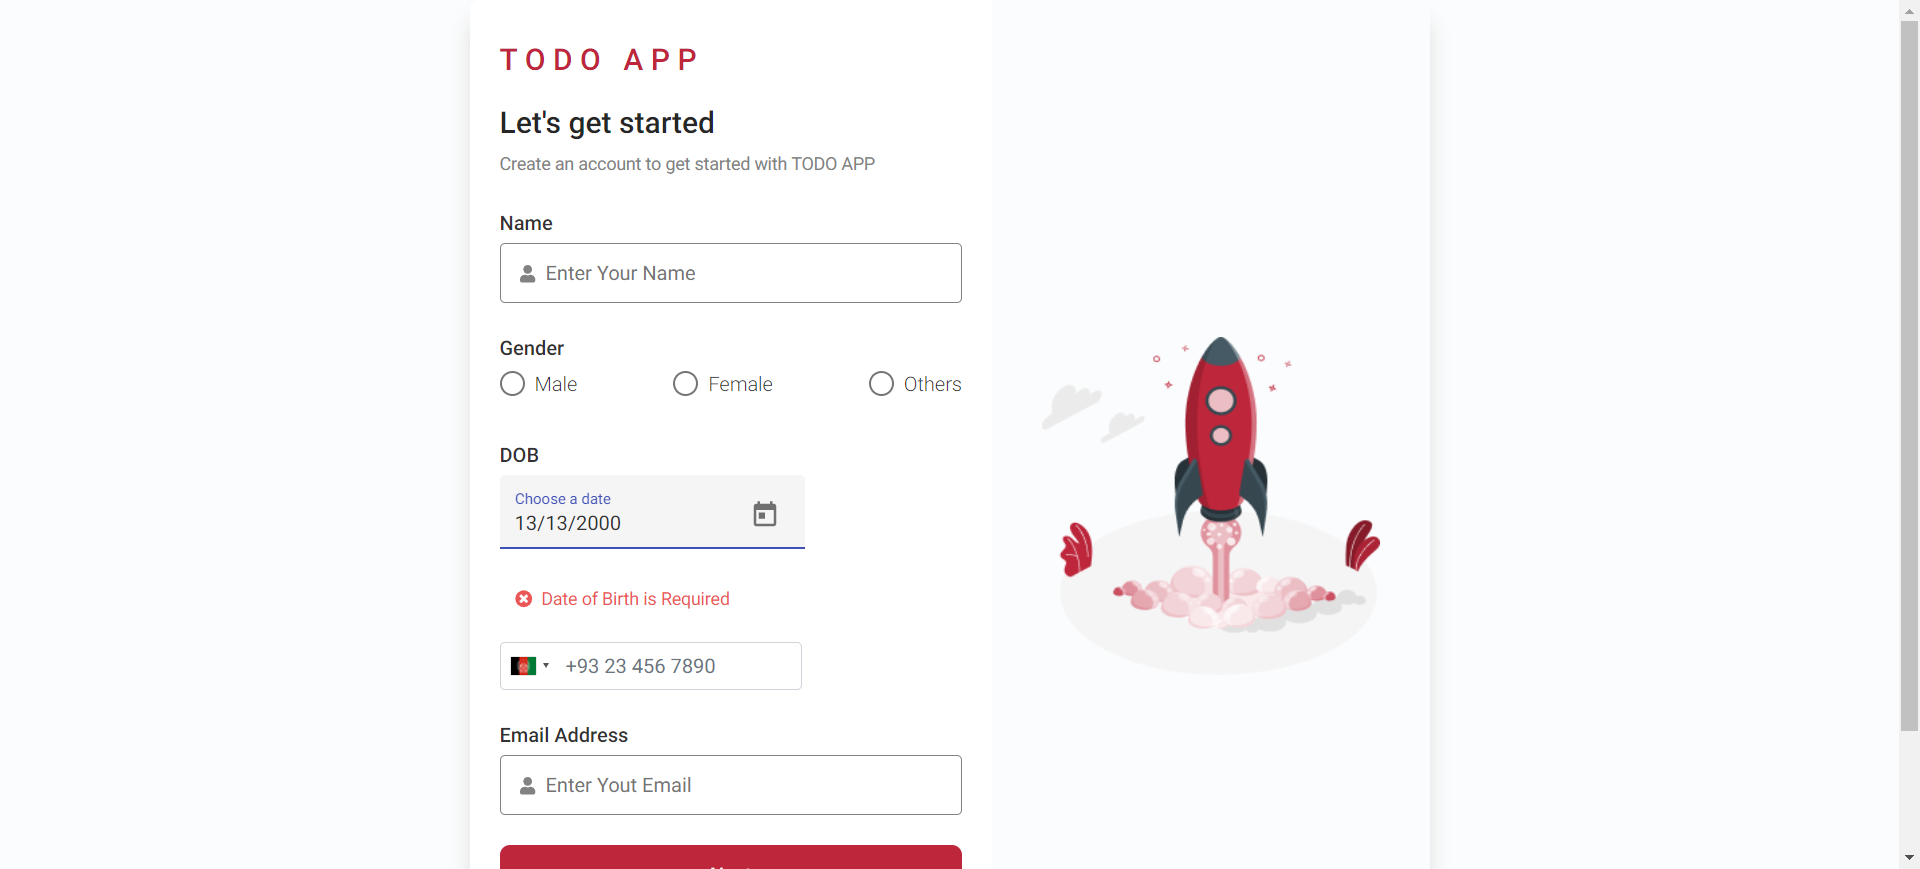 TODO APP
Let's get started
Create an account to get started with TODO APP
Name
Enter Your Name
Gender
Male Female Others
DOB
Choose a date
13/13/2000
Date of Birth is Required
+93 23 456 7890
Email Address
Enter Yout Email